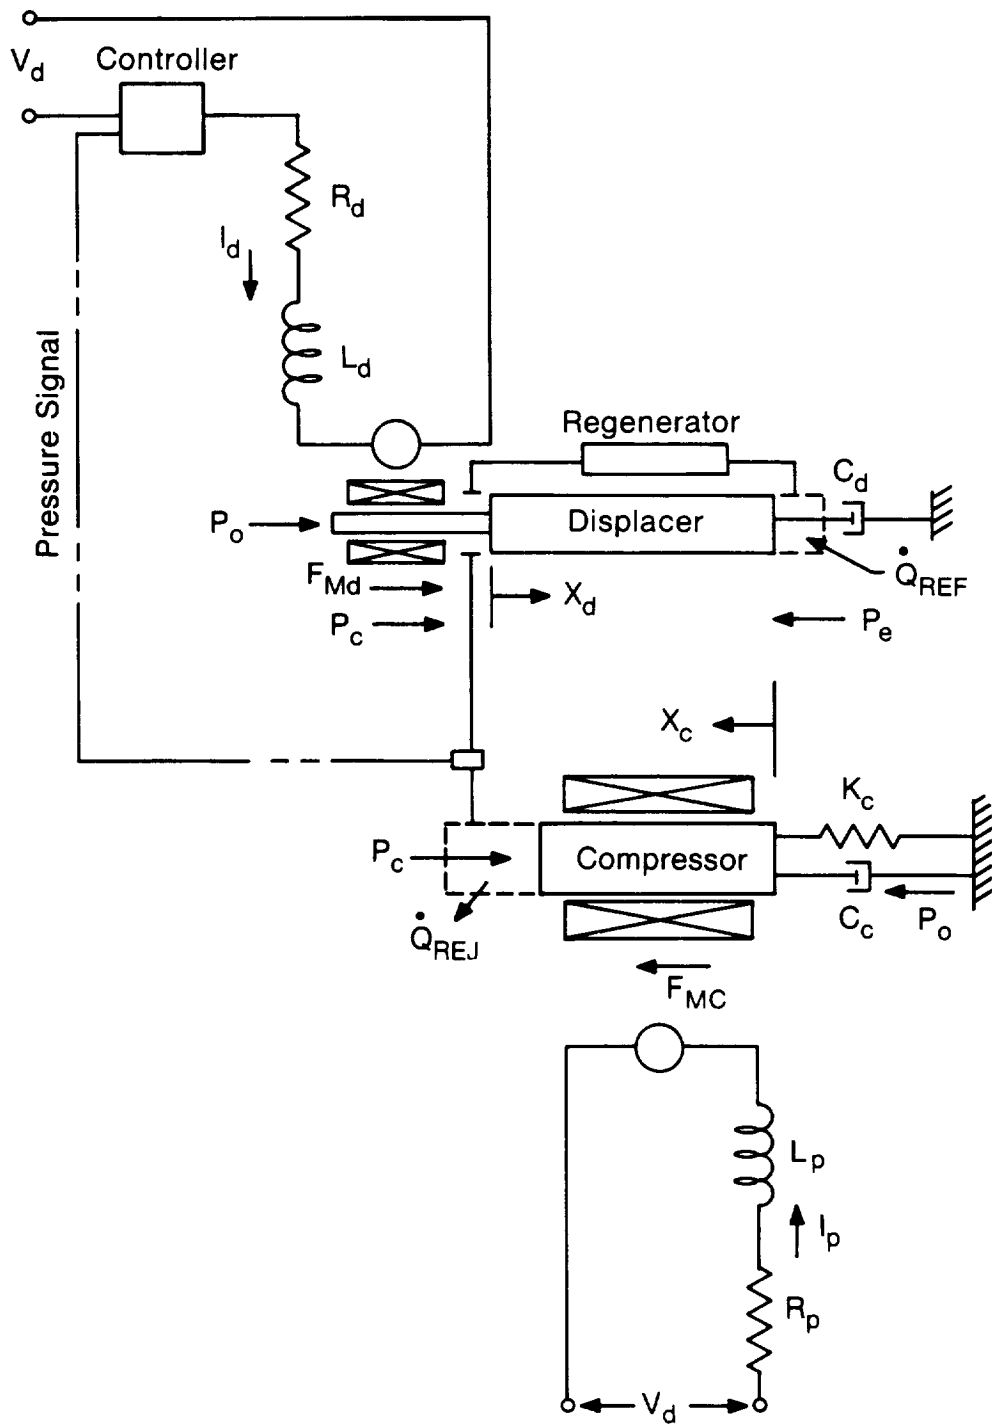 V_d
Controller
R_d
I_d
L_d
Pressure Signal
Regenerator
C_d
P_o
Displacer
Q̇_REF
F_Md
X_d
P_c
P_e
X_c
K_c
P_c
Compressor
C_c
P_o
Q̇_REJ
F_MC
L_p
I_p
R_p
V_d